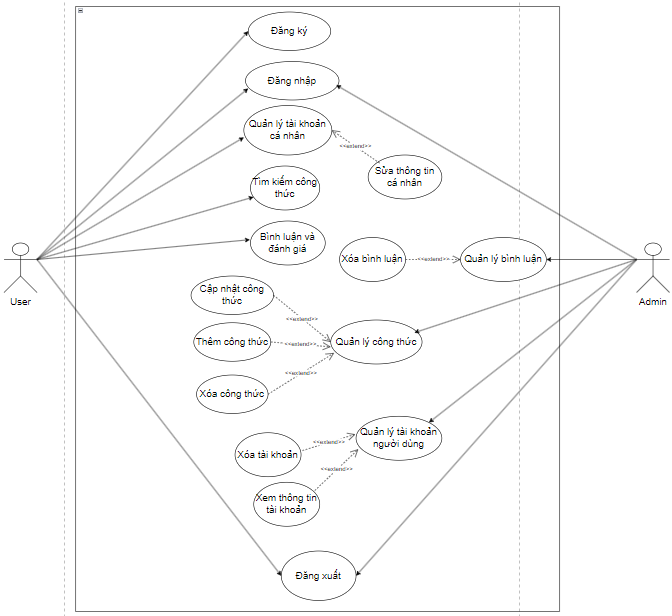 Đăng ký
Đăng nhập
Quản lý tài khoản
cá nhân
<<extend>>
Sửa thông tin
cá nhân
Tìm kiếm công
thức
Bình luận và
đánh giá
Xóa bình luận
<<extend>>
Quản lý bình luận
User
Admin
Cập nhật công
thức
<<extend>>
Thêm công thức
<<extend>>
Quản lý công thức
<<extend>>
Xóa công thức
Quản lý tài khoản
người dùng
<<extend>>
Xóa tài khoản
<<extend>>
Xem thông tin
tài khoản
Đăng xuất